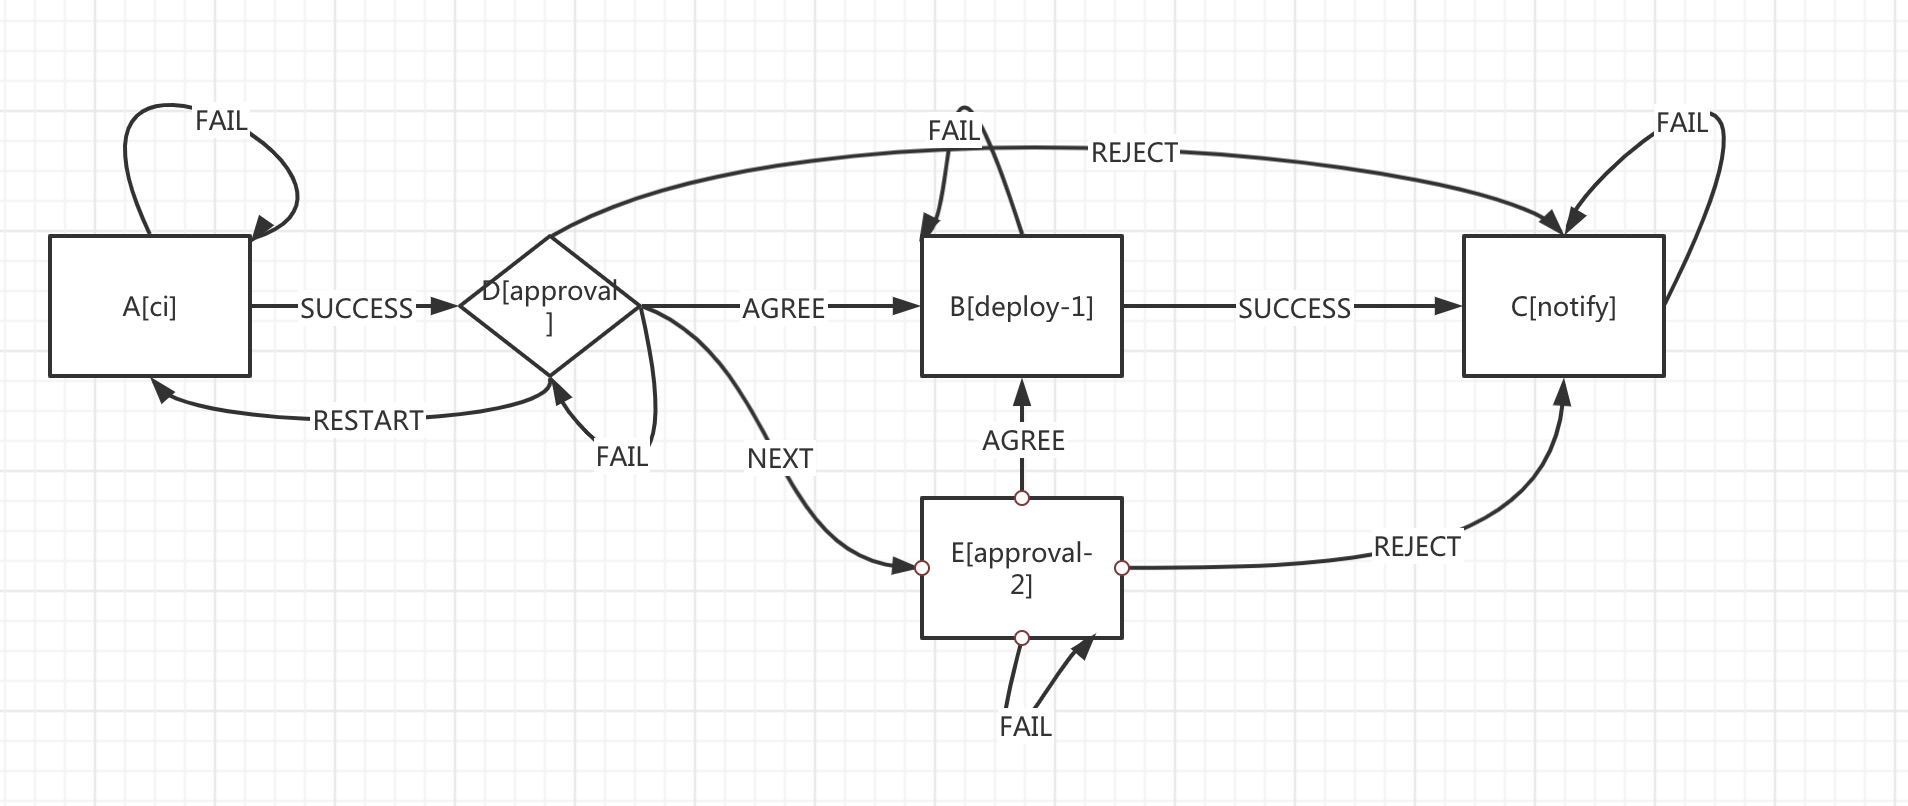 FAIL
FAIL
FAIL
REJECT
A[ci]
SUCCESS
D[approval
]
AGREE
B[deploy-1]
SUCCESS
C[notify]
RESTART
FAIL
NEXT
AGREE
E[approval-
2]
REJECT
FAIL